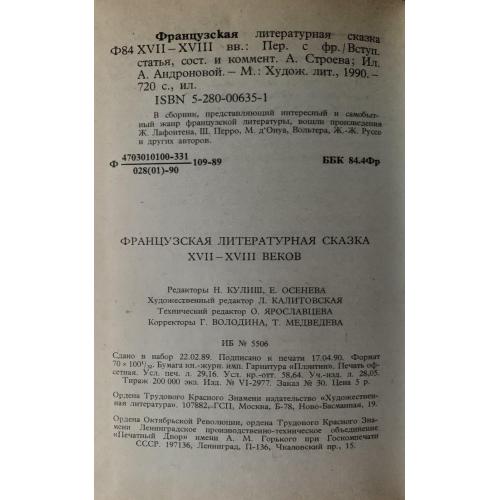 Французская литературная сказка
Ф84 XVII–XVIII вв.: Пер. с фр./Вступ.
статья, сост. и коммент. А. Строева; Ил.
А. Андроновой.– М.: Худож. лит., 1990.–
720 с., ил.
ISBN 5-280-00635-1
В сборник, представляющий интересный и самобыт-
ный жанр французской литературы, вошли произведения
Ж. Лафонтена, Ш. Перро, М. д'Онуа, Вольтера, Ж.-Ж. Руссо
и других авторов.
Ф 4703010100-331
028(01)-90 109-89 ББК 84.4Фр
ФРАНЦУЗСКАЯ ЛИТЕРАТУРНАЯ СКАЗКА
XVII–XVIII ВЕКОВ
Редакторы Н. КУЛИШ, Е. ОСЕНЕВА
Художественный редактор Л. КАЛИТОВСКАЯ
Технический редактор О. ЯРОСЛАВЦЕВА
Корректоры Г. ВОЛОДИНА, Т. МЕДВЕДЕВА
ИБ № 5506
Сдано в набор 22.02.89. Подписано к печати 17.04.90. Формат
70 × 100¹/₃₂. Бумага кн.-журн. имп. Гарнитура «Плэнтин». Печать оф-
сетная. Усл. печ. л. 29,16. Усл. кр.-отт. 58,64. Уч.-изд. л. 28,05.
Тираж 200 000 экз. Изд. № VI-2977. Заказ № 30. Цена 5 р.
Ордена Трудового Красного Знамени издательство «Художествен-
ная литература». 107882, ГСП, Москва, Б-78, Ново-Басманная, 19.
Ордена Октябрьской Революции, ордена Трудового Красного Зна-
мени Ленинградское производственно-техническое объединение
«Печатный Двор» имени А. М. Горького при Госкомпечати
СССР. 197136, Ленинград, П-136, Чкаловский пр., 15.